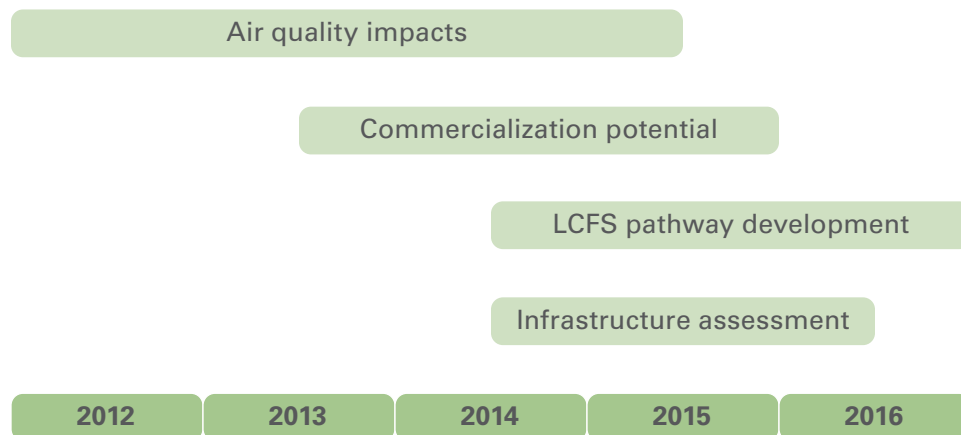 Air quality impacts
Commercialization potential
LCFS pathway development
Infrastructure assessment
2012 2013 2014 2015 2016